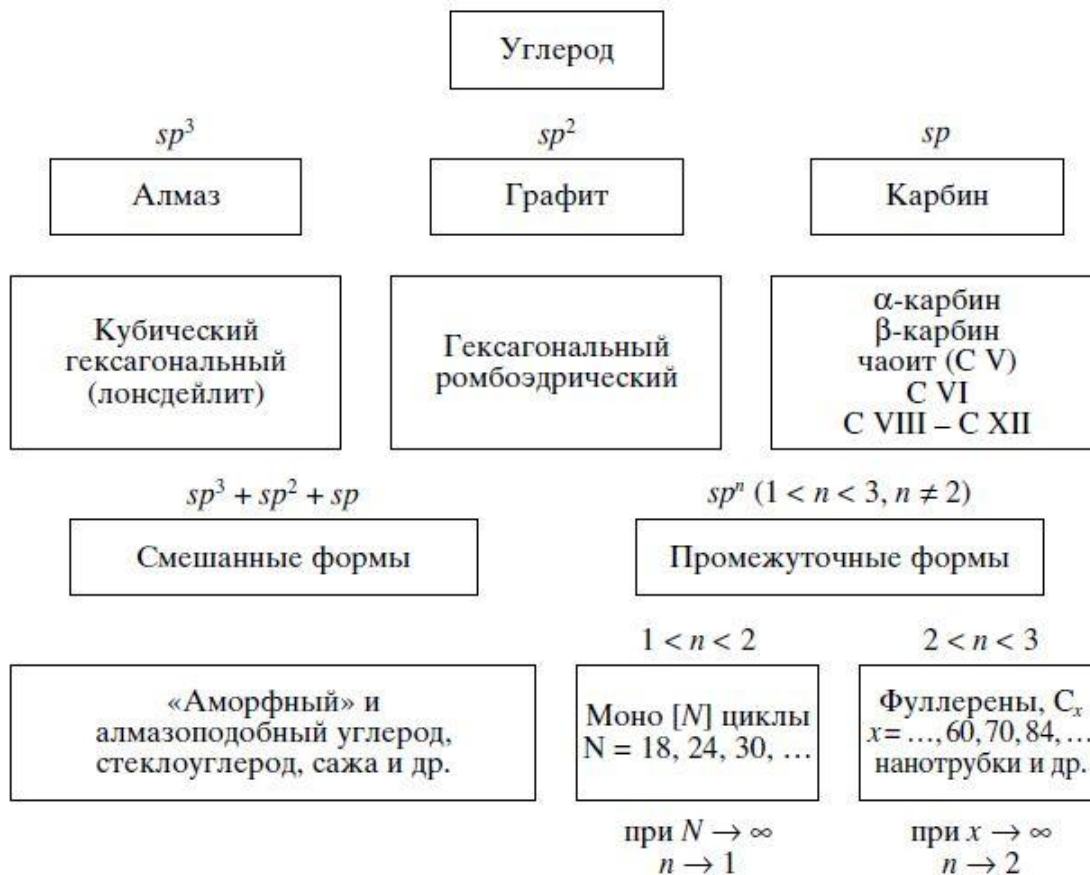 Углерод
sp³
sp²
sp
Алмаз
Графит
Карбин
Кубический
гексагональный
(лонсдейлит)
Гексагональный
ромбоэдрический
α-карбин
β-карбин
чаоит (C V)
C VI
C VIII – C XII
sp³ + sp² + sp
spⁿ (1 < n < 3, n ≠ 2)
Смешанные формы
Промежуточные формы
1 < n < 2
2 < n < 3
«Аморфный» и
алмазоподобный углерод,
стеклоуглерод, сажа и др.
Моно [N] циклы
N = 18, 24, 30, …
Фуллерены, Cₓ
x = …, 60, 70, 84, …
нанотрубки и др.
при N → ∞
n → 1
при x → ∞
n → 2